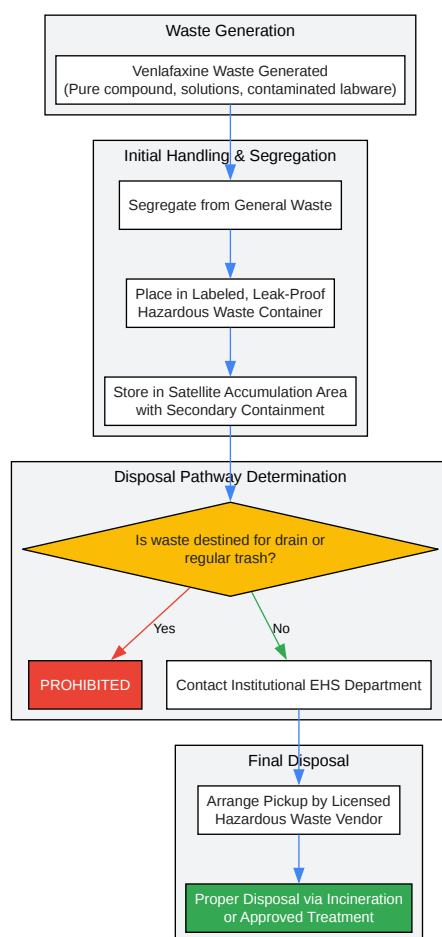 Waste Generation
Venlafaxine Waste Generated
(Pure compound, solutions, contaminated labware)
Initial Handling & Segregation
Segregate from General Waste
Place in Labeled, Leak-Proof
Hazardous Waste Container
Store in Satellite Accumulation Area
with Secondary Containment
Disposal Pathway Determination
Is waste destined for drain or
regular trash?
Yes
No
PROHIBITED
Contact Institutional EHS Department
Final Disposal
Arrange Pickup by Licensed
Hazardous Waste Vendor
Proper Disposal via Incineration
or Approved Treatment